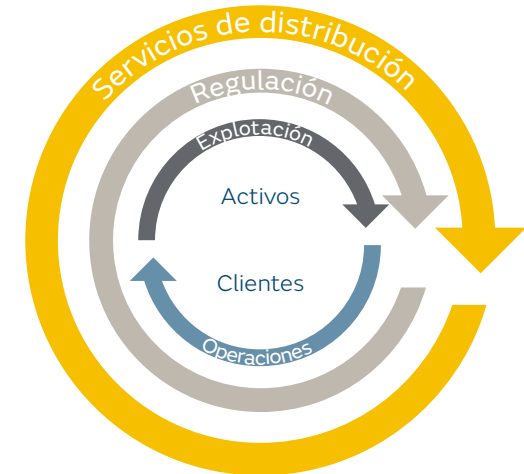 Servicios de distribución
Regulación
Explotación
Activos
Clientes
Operaciones